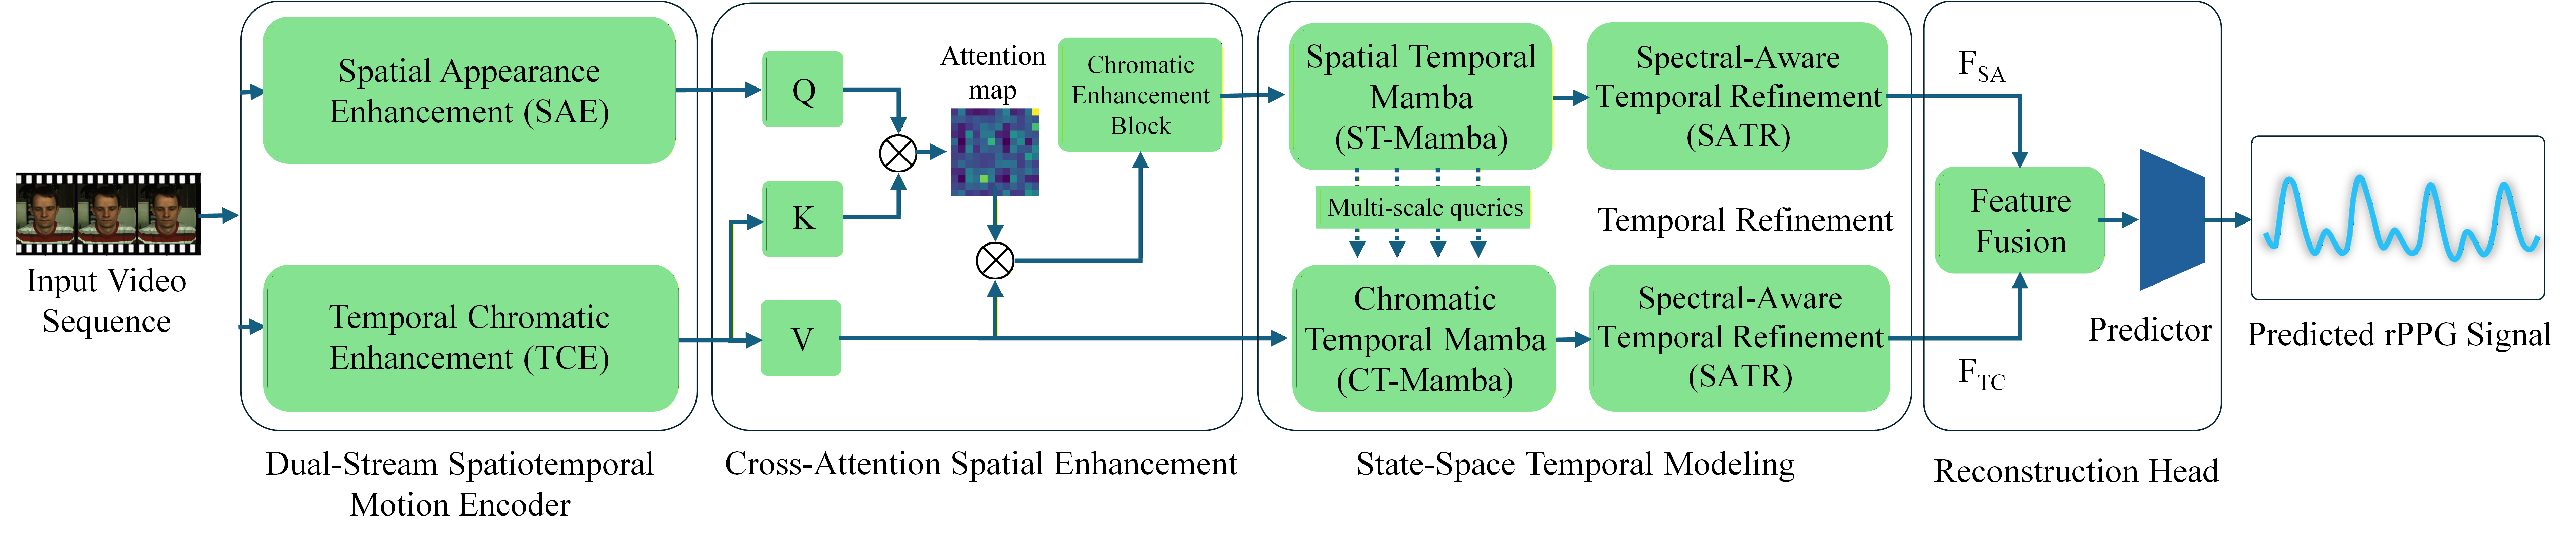 Input Video
Sequence
Spatial Appearance
Enhancement (SAE)
Temporal Chromatic
Enhancement (TCE)
Dual-Stream Spatiotemporal
Motion Encoder
Q
K
V
Attention
map
Chromatic
Enhancement
Block
Cross-Attention Spatial Enhancement
Spatial Temporal
Mamba
(ST-Mamba)
Spectral-Aware
Temporal Refinement
(SATR)
Multi-scale queries
Temporal Refinement
Chromatic
Temporal Mamba
(CT-Mamba)
Spectral-Aware
Temporal Refinement
(SATR)
State-Space Temporal Modeling
F_SA
Feature
Fusion
F_TC
Predictor
Reconstruction Head
Predicted rPPG Signal